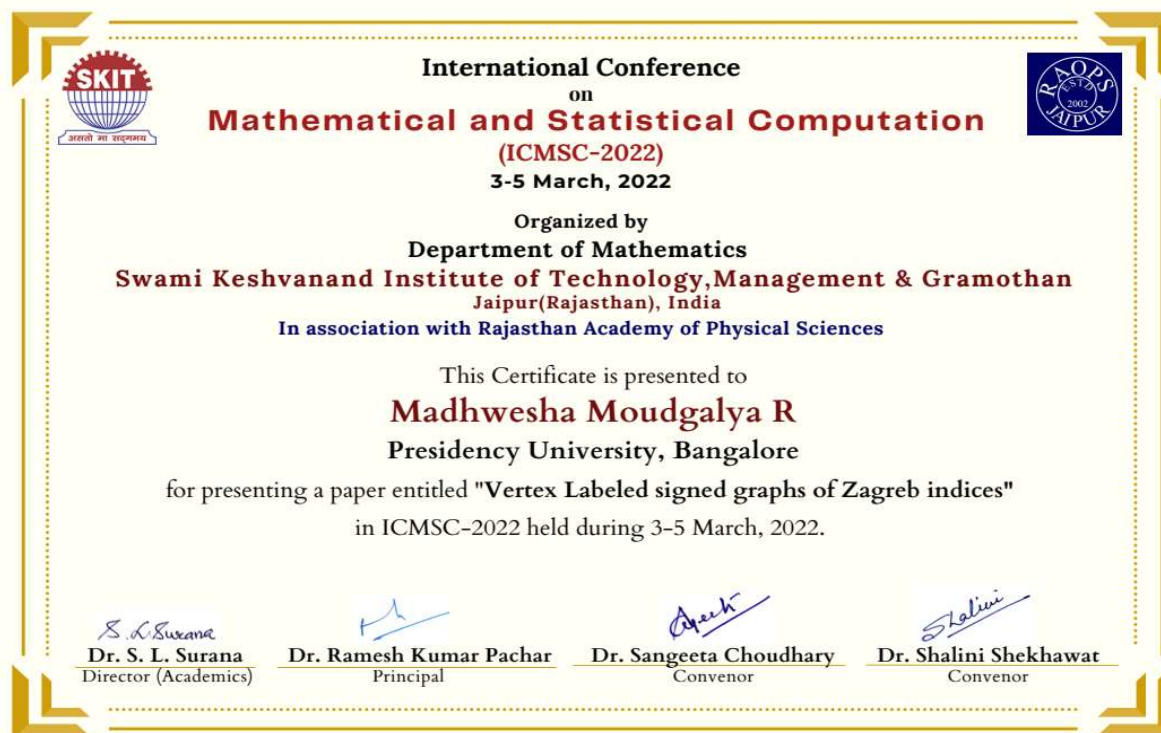 SKIT
असतो मा सद्गमय
RAOPS
ESTD
2002
JAIPUR
International Conference
on
Mathematical and Statistical Computation
(ICMSC-2022)
3-5 March, 2022
Organized by
Department of Mathematics
Swami Keshvanand Institute of Technology,Management & Gramothan
Jaipur(Rajasthan), India
In association with Rajasthan Academy of Physical Sciences
This Certificate is presented to
Madhwesha Moudgalya R
Presidency University, Bangalore
for presenting a paper entitled "Vertex Labeled signed graphs of Zagreb indices"
in ICMSC-2022 held during 3-5 March, 2022.
S. L. Surana
Shalini
Dr. S. L. Surana Dr. Ramesh Kumar Pachar Dr. Sangeeta Choudhary Dr. Shalini Shekhawat
Director (Academics) Principal Convenor Convenor